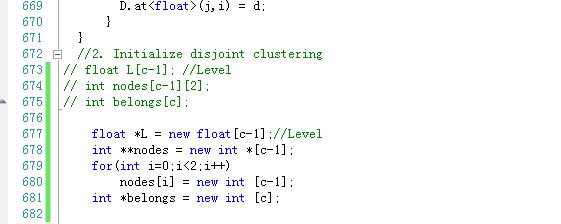 669 D.at<float>(j,i) = d;
670 }
671 }
672 //2. Initialize disjoint clustering
673 // float L[c-1]; //Level
674 // int nodes[c-1][2];
675 // int belongs[c];
676
677 float *L = new float[c-1];//Level
678 int **nodes = new int *[c-1];
679 for(int i=0;i<2;i++)
680 nodes[i] = new int [c-1];
681 int *belongs = new int [c];
682